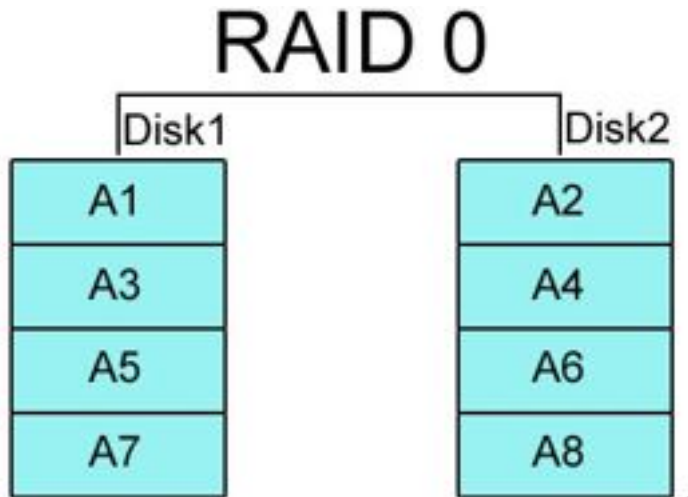 RAID 0
Disk1 Disk2
A1 A2
A3 A4
A5 A6
A7 A8